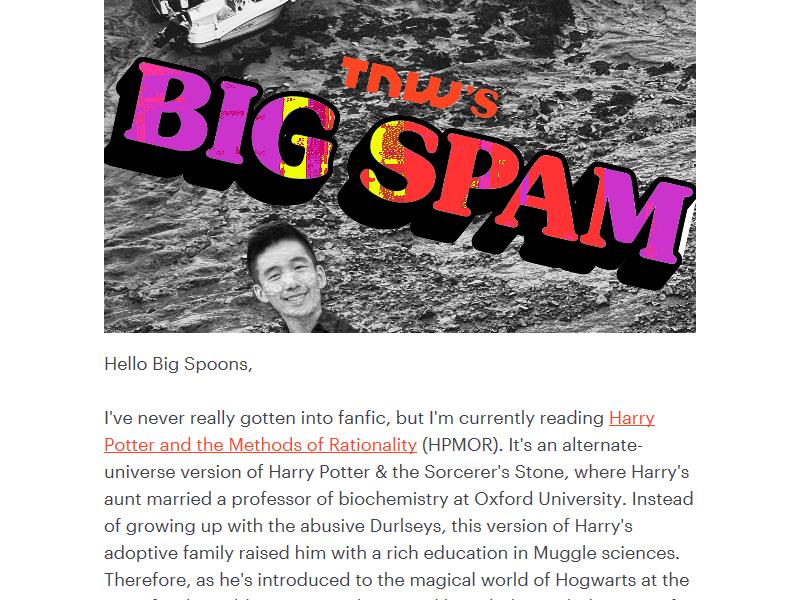 TNW's
BIG SPAM
Hello Big Spoons,
I've never really gotten into fanfic, but I'm currently reading Harry
Potter and the Methods of Rationality (HPMOR). It's an alternate-
universe version of Harry Potter & the Sorcerer's Stone, where Harry's
aunt married a professor of biochemistry at Oxford University. Instead
of growing up with the abusive Durlseys, this version of Harry's
adoptive family raised him with a rich education in Muggle sciences.
Therefore, as he's introduced to the magical world of Hogwarts at the